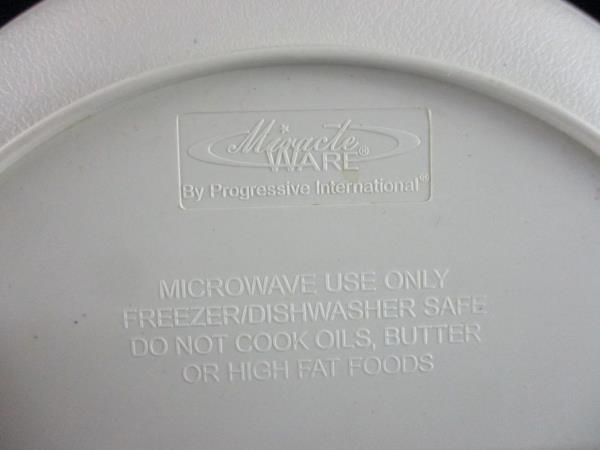 Miracle
WARE®
By Progressive International®
MICROWAVE USE ONLY
FREEZER/DISHWASHER SAFE
DO NOT COOK OILS, BUTTER
OR HIGH FAT FOODS